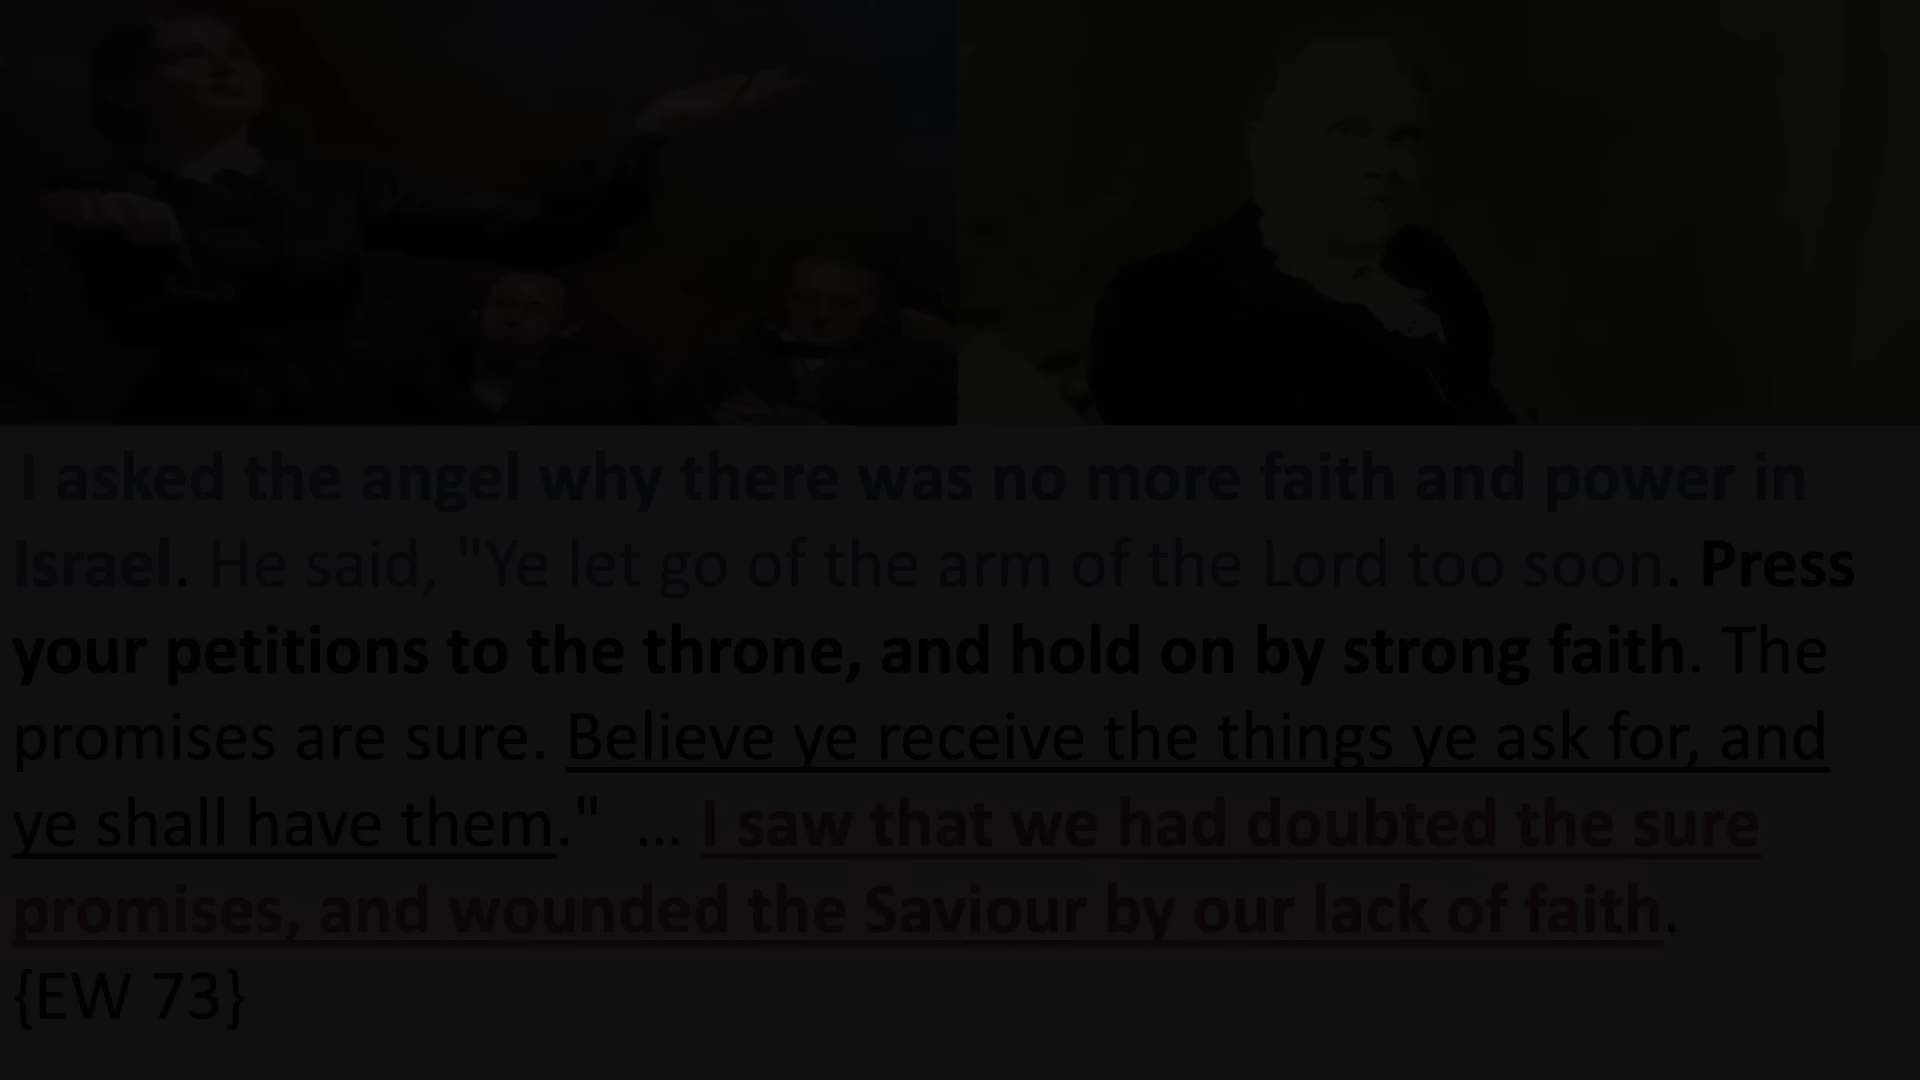 I asked the angel why there was no more faith and power in
Israel. He said, "Ye let go of the arm of the Lord too soon. Press
your petitions to the throne, and hold on by strong faith. The
promises are sure. Believe ye receive the things ye ask for, and
ye shall have them."  ... I saw that we had doubted the sure
promises, and wounded the Saviour by our lack of faith.
{EW 73}